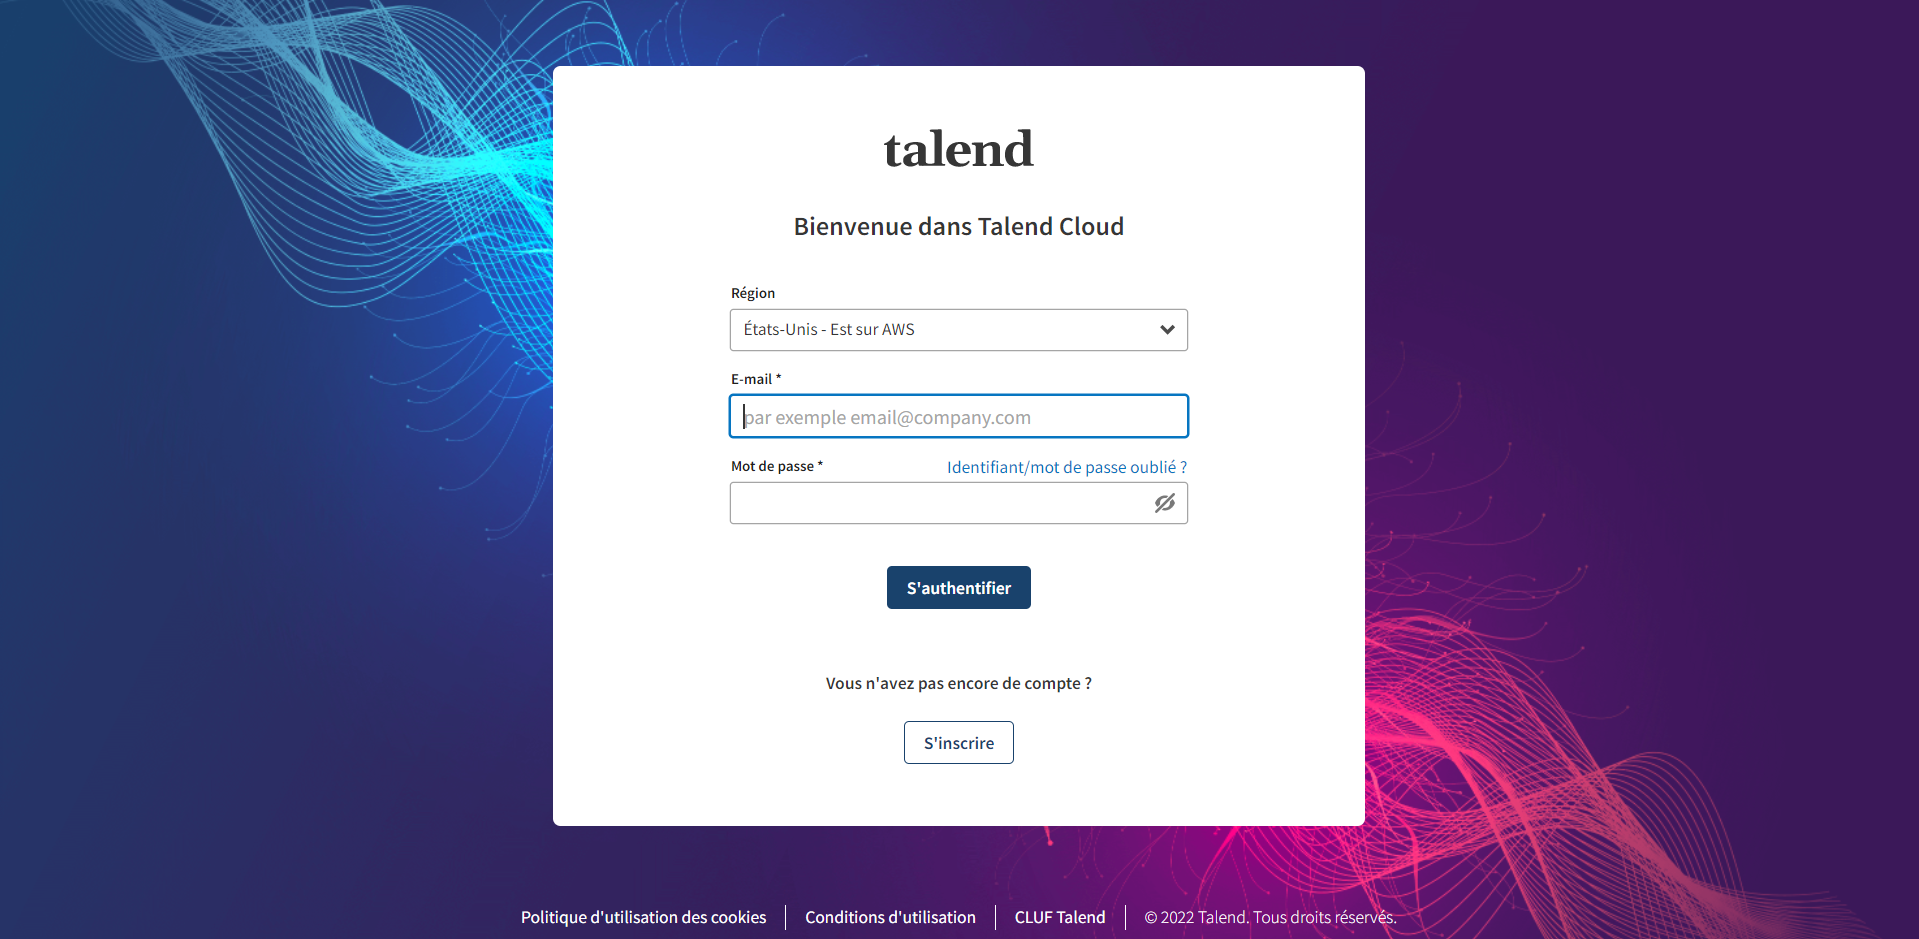 talend
Bienvenue dans Talend Cloud
Région
États-Unis - Est sur AWS
E-mail *
par exemple email@company.com
Mot de passe * Identifiant/mot de passe oublié ?
S'authentifier
Vous n'avez pas encore de compte ?
S'inscrire
Politique d'utilisation des cookies Conditions d'utilisation CLUF Talend © 2022 Talend. Tous droits réservés.